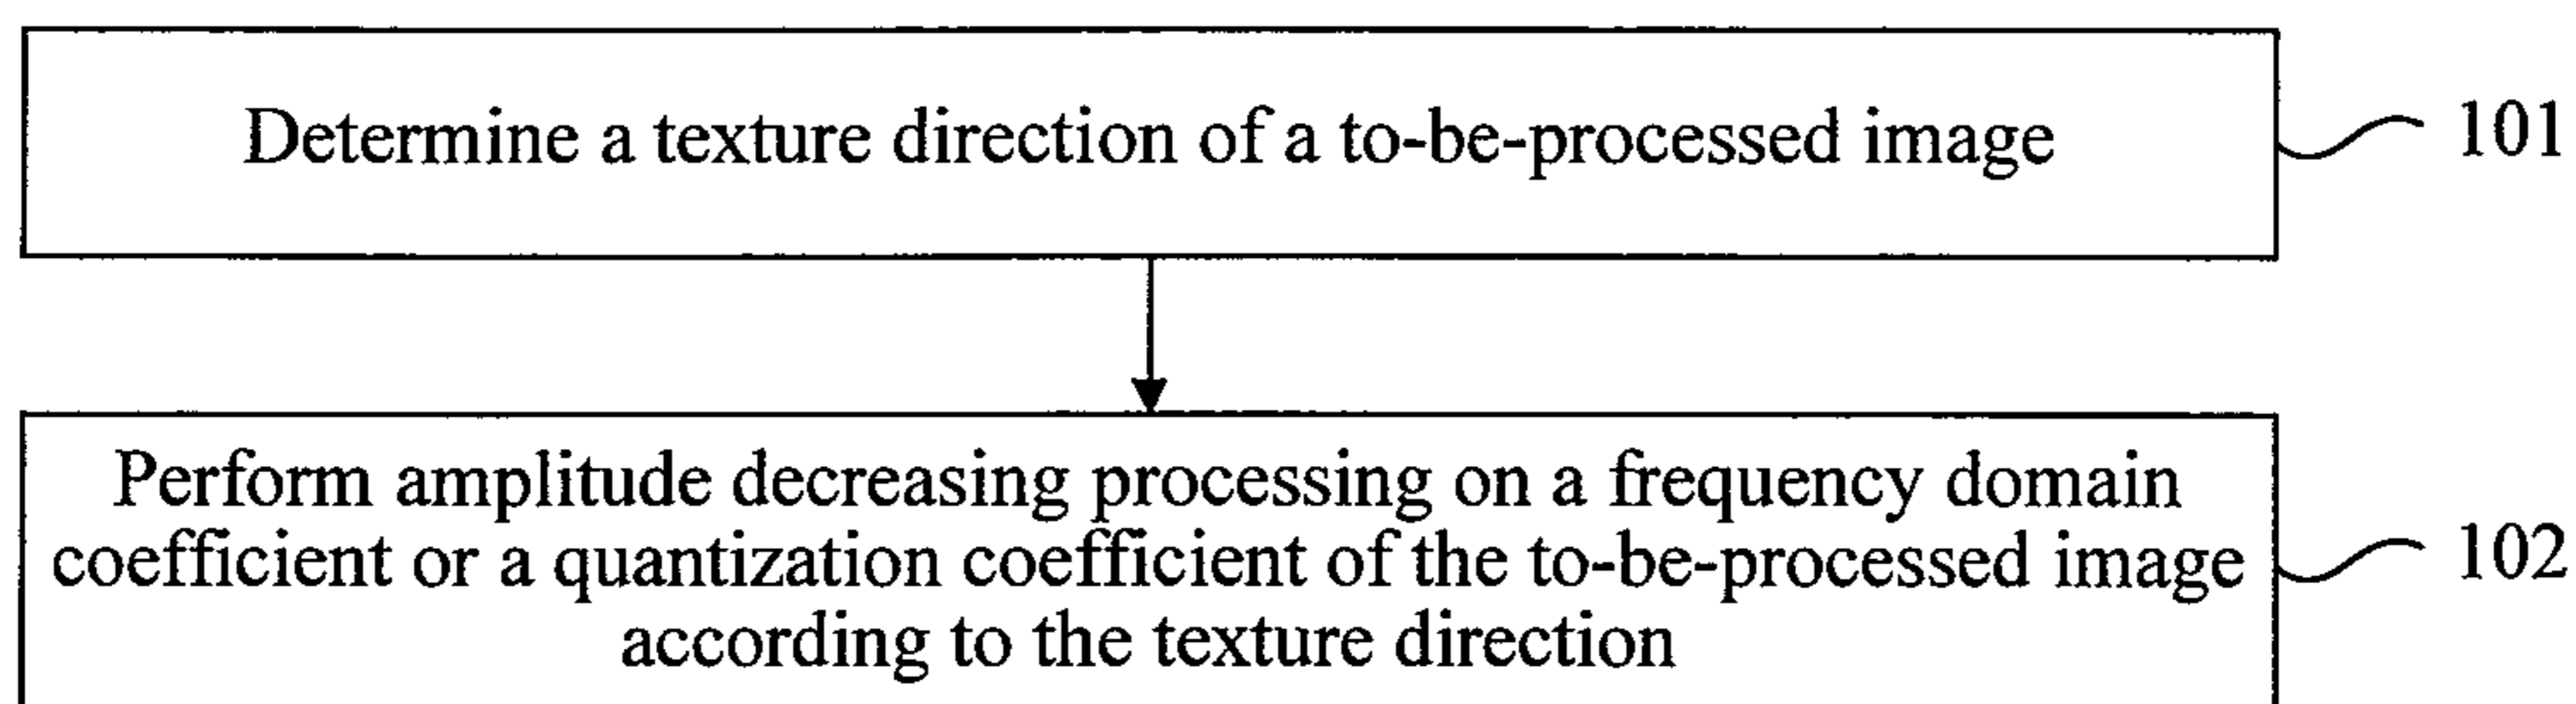 Determine a texture direction of a to-be-processed image
101
Perform amplitude decreasing processing on a frequency domain
coefficient or a quantization coefficient of the to-be-processed image
according to the texture direction
102